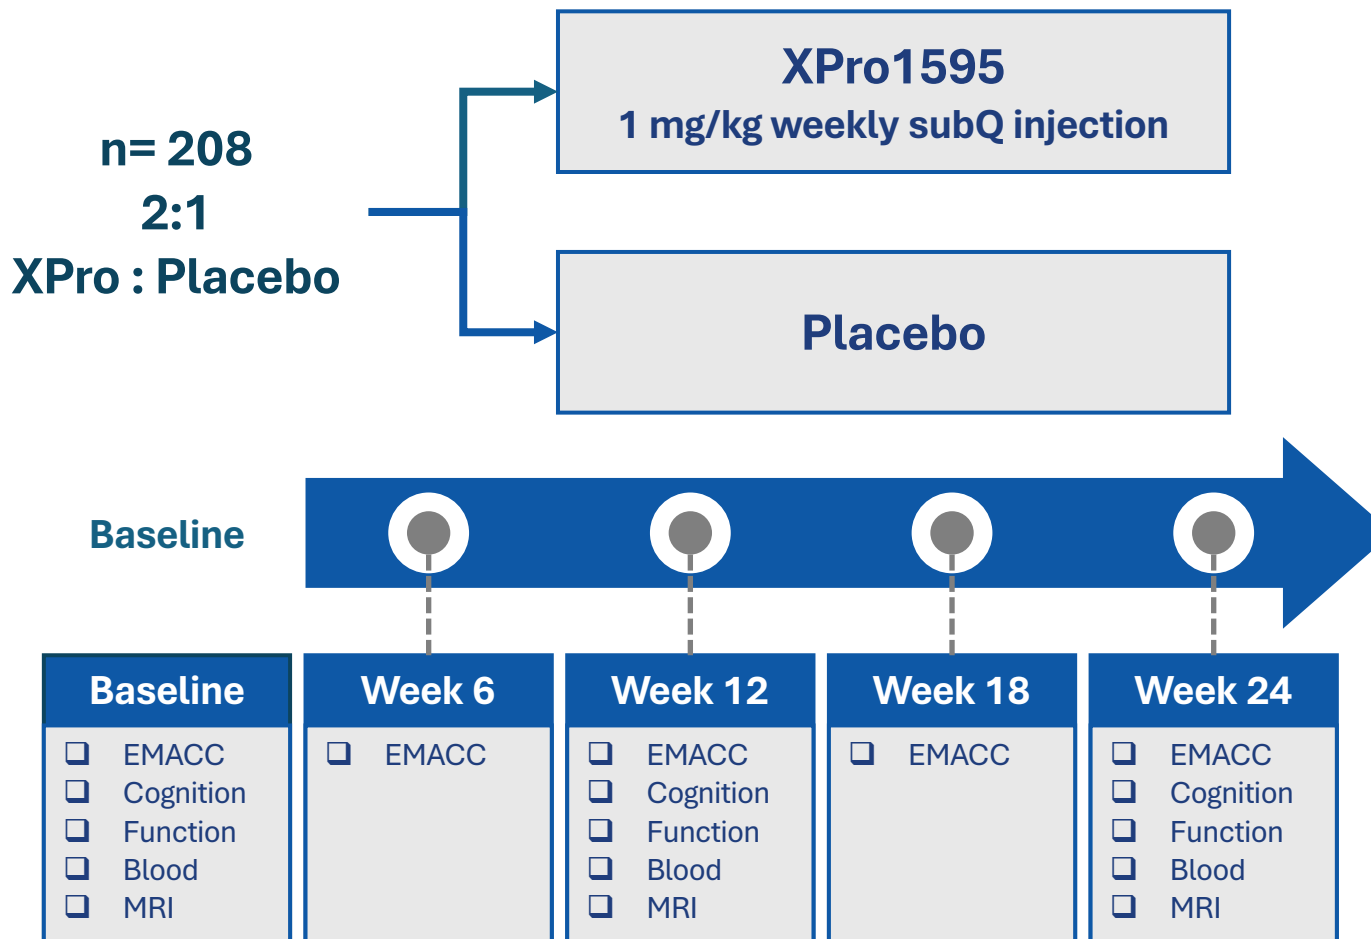 n= 208
2:1
XPro : Placebo
XPro1595
1 mg/kg weekly subQ injection
Placebo
Baseline
Baseline
❑ EMACC
❑ Cognition
❑ Function
❑ Blood
❑ MRI
Week 6
❑ EMACC
Week 12
❑ EMACC
❑ Cognition
❑ Function
❑ Blood
❑ MRI
Week 18
❑ EMACC
Week 24
❑ EMACC
❑ Cognition
❑ Function
❑ Blood
❑ MRI